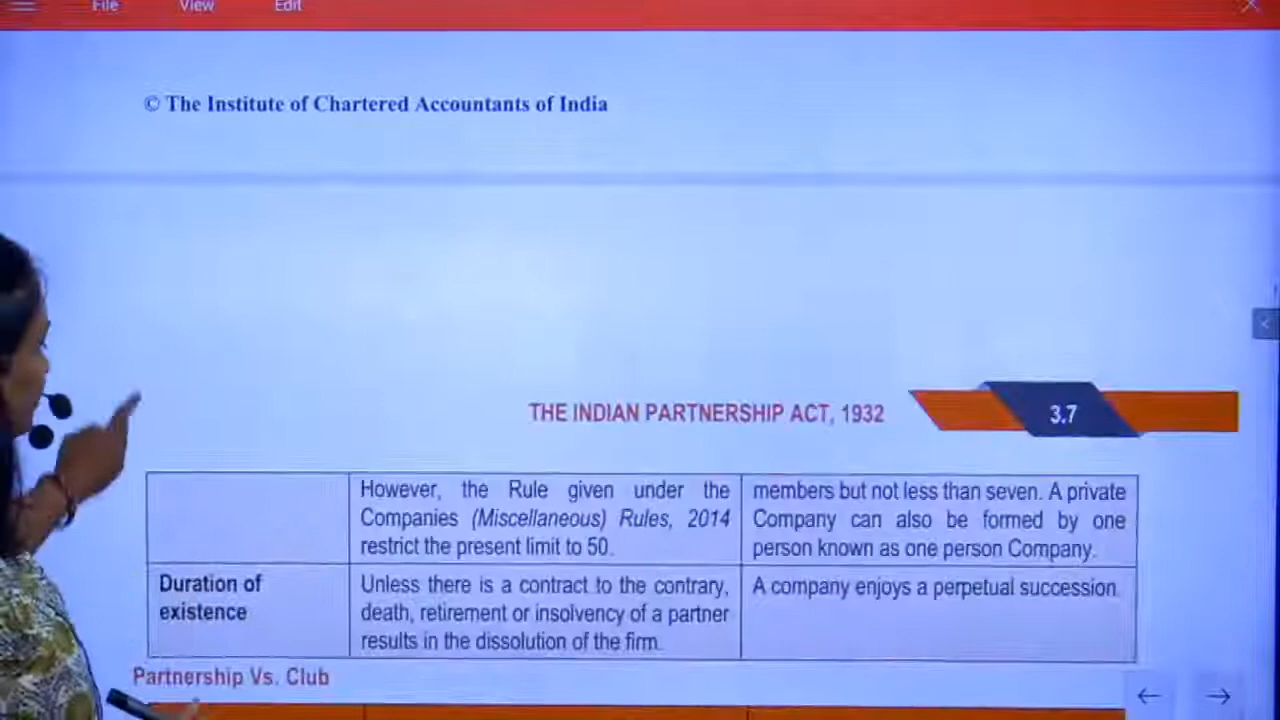 File View Edit
© The Institute of Chartered Accountants of India
THE INDIAN PARTNERSHIP ACT, 1932
3.7
However, the Rule given under the
Companies (Miscellaneous) Rules, 2014
restrict the present limit to 50.
members but not less than seven. A private
Company can also be formed by one
person known as one person Company.
Duration of
existence
Unless there is a contract to the contrary,
death, retirement or insolvency of a partner
results in the dissolution of the firm.
A company enjoys a perpetual succession.
Partnership Vs. Club